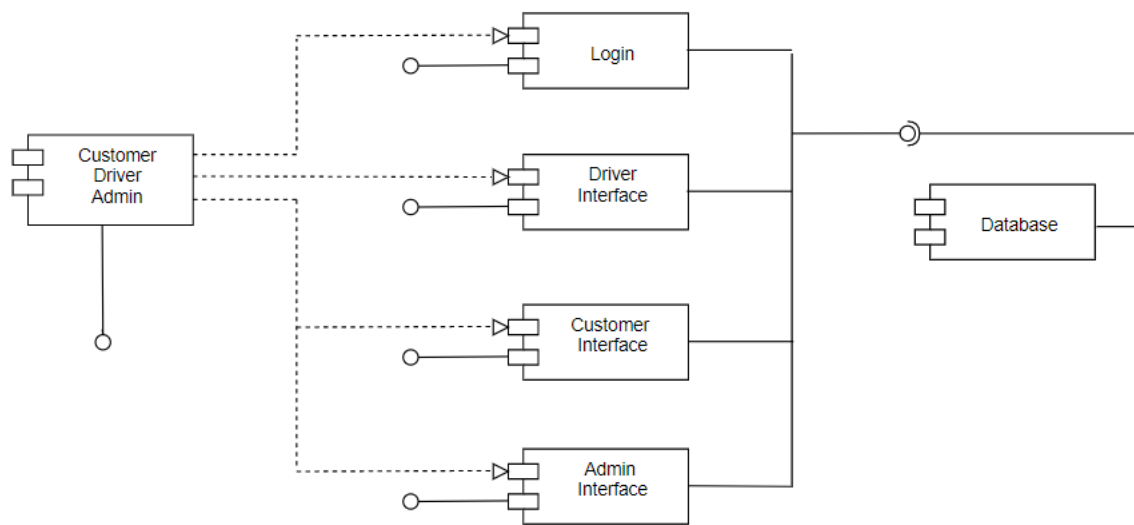 Login
Customer
Driver
Admin
Driver
Interface
Database
Customer
Interface
Admin
Interface